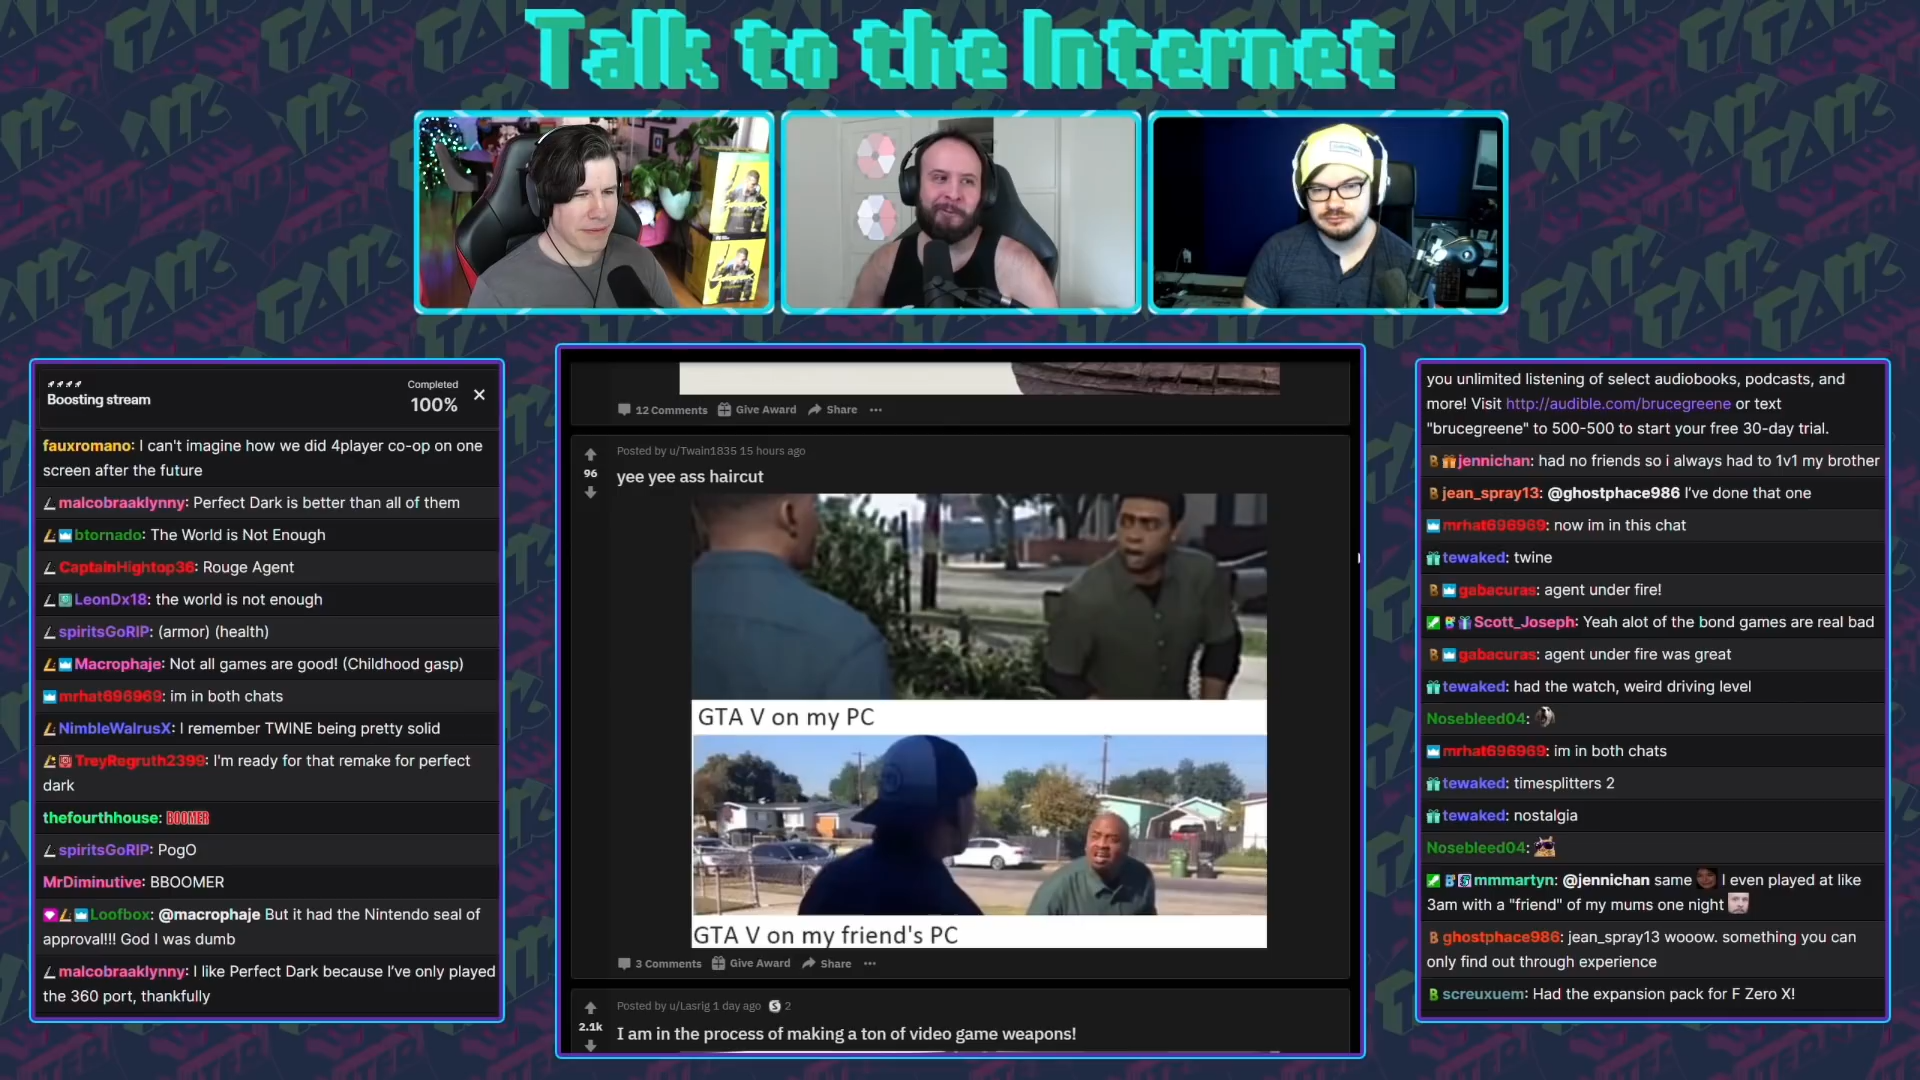 Talk to the Internet
Boosting stream
Completed
100%
fauxromano: I can't imagine how we did 4player co-op on one
screen after the future
malcobraaklynny: Perfect Dark is better than all of them
btornado: The World is Not Enough
CaptainHightop36: Rouge Agent
LeonDx18: the world is not enough
spiritsGoRIP: (armor) (health)
Macrophaje: Not all games are good! (Childhood gasp)
mrhat696969: im in both chats
NimbleWalrusX: I remember TWINE being pretty solid
TreyRegruth2399: I'm ready for that remake for perfect
dark
thefourthhouse: BOOMER
spiritsGoRIP: PogO
MrDiminutive: BBOOMER
Loofbox: @macrophaje But it had the Nintendo seal of
approval!!! God I was dumb
malcobraaklynny: I like Perfect Dark because I've only played
the 360 port, thankfully
12 Comments Give Award Share
Posted by u/Twain1835 15 hours ago
96
yee yee ass haircut
GTA V on my PC
GTA V on my friend's PC
3 Comments Give Award Share
Posted by u/Lasrig 1 day ago S 2
2.1k
I am in the process of making a ton of video game weapons!
you unlimited listening of select audiobooks, podcasts, and
more! Visit http://audible.com/brucegreene or text
"brucegreene" to 500-500 to start your free 30-day trial.
jennichan: had no friends so i always had to 1v1 my brother
jean_spray13: @ghostphace986 I've done that one
mrhat696969: now im in this chat
tewaked: twine
gabacuras: agent under fire!
Scott_Joseph: Yeah alot of the bond games are real bad
gabacuras: agent under fire was great
tewaked: had the watch, weird driving level
Nosebleed04:
mrhat696969: im in both chats
tewaked: timesplitters 2
tewaked: nostalgia
Nosebleed04:
mmmartyn: @jennichan same I even played at like
3am with a "friend" of my mums one night
ghostphace986: jean_spray13 wooow. something you can
only find out through experience
screuxuem: Had the expansion pack for F Zero X!